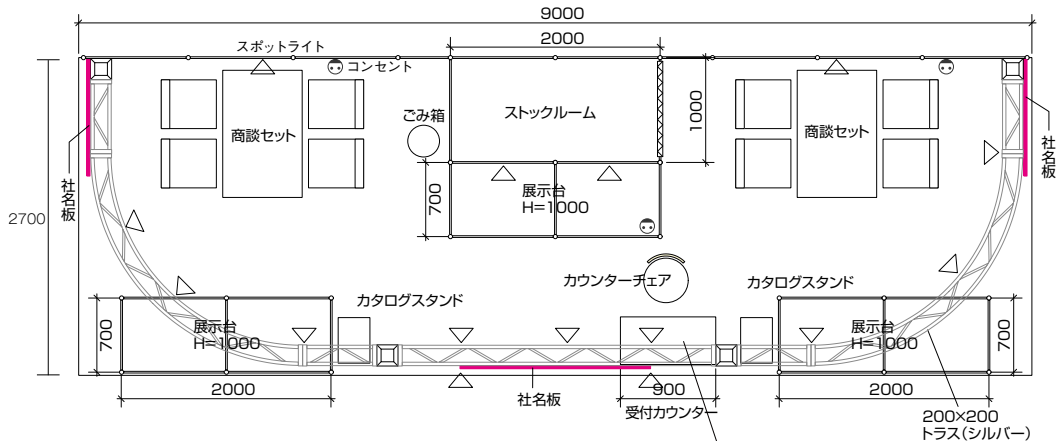 9000
2000
スポットライト
コンセント
ごみ箱
ストックルーム
1000
商談セット
商談セット
社名板
社名板
2700
700
展示台
H=1000
カウンターチェア
カタログスタンド
カタログスタンド
700
展示台
H=1000
展示台
H=1000
700
2000
社名板
900
受付カウンター
2000
200×200
トラス(シルバー)